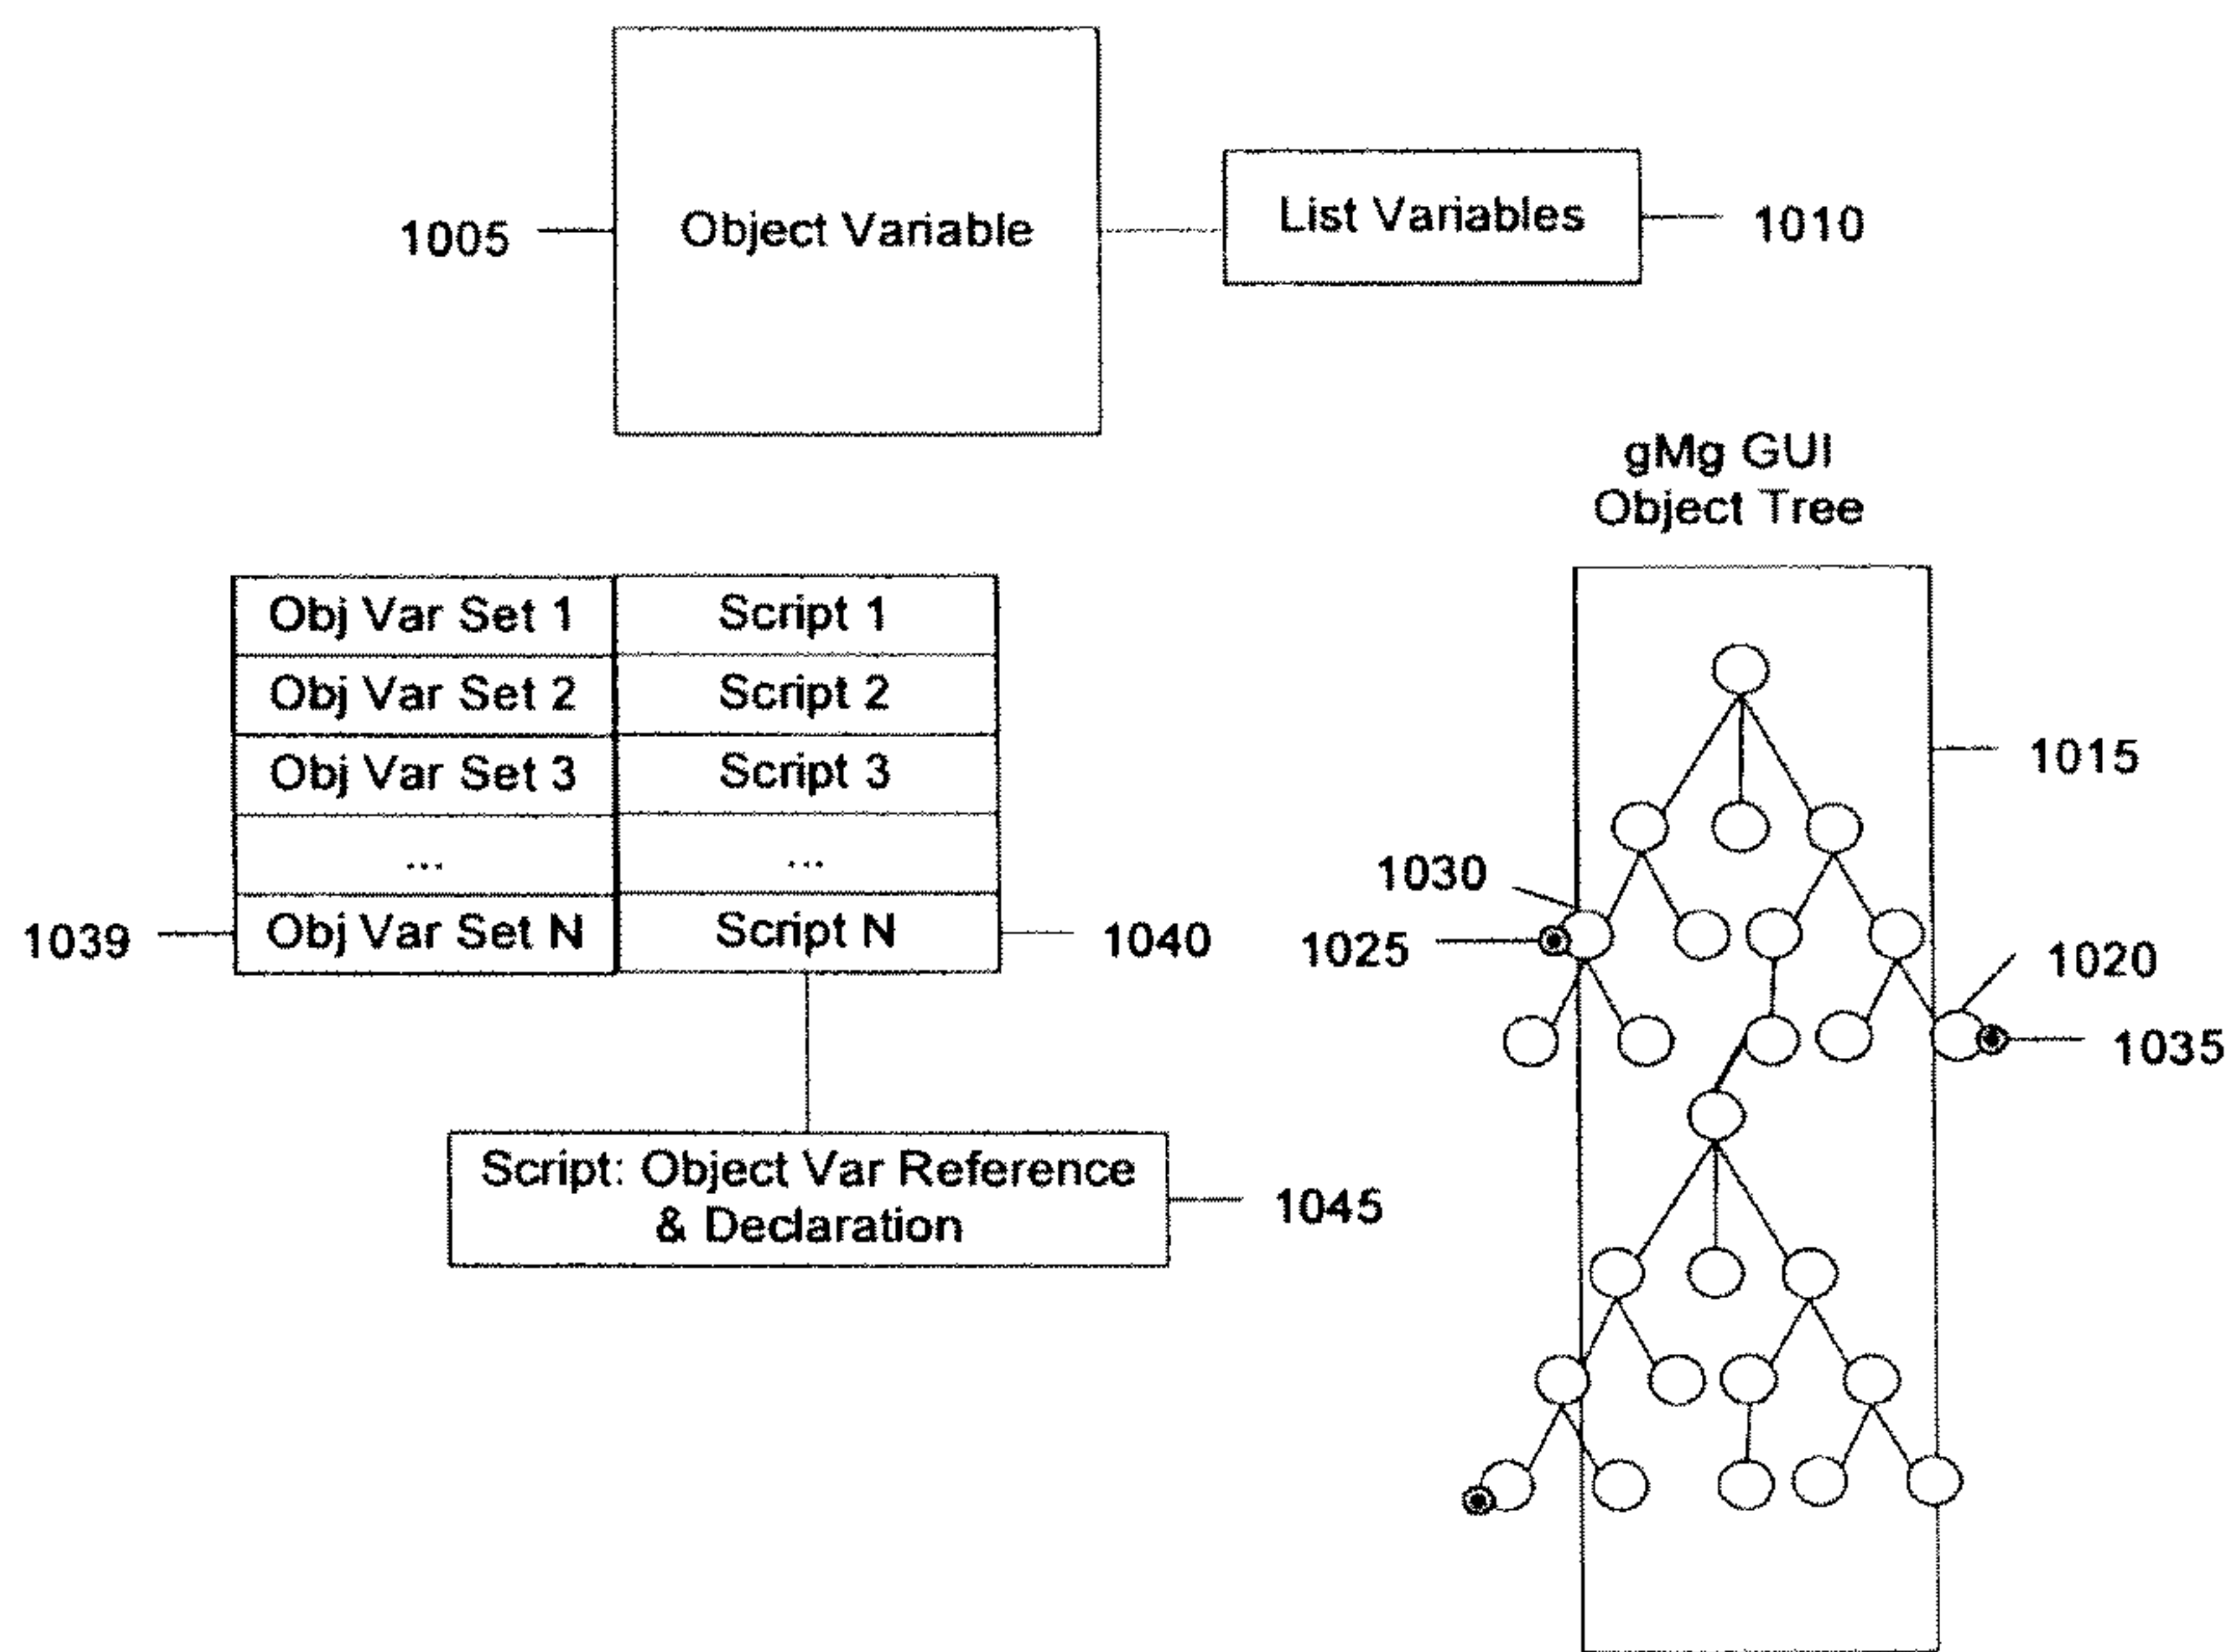 Object Variable
1005
List Variables
1010
gMg GUI
Object Tree
Obj Var Set 1
Script 1
Obj Var Set 2
Script 2
Obj Var Set 3
Script 3
...
...
Obj Var Set N
Script N
1039
1040
Script: Object Var Reference
& Declaration
1045
1015
1030
1025
1020
1035